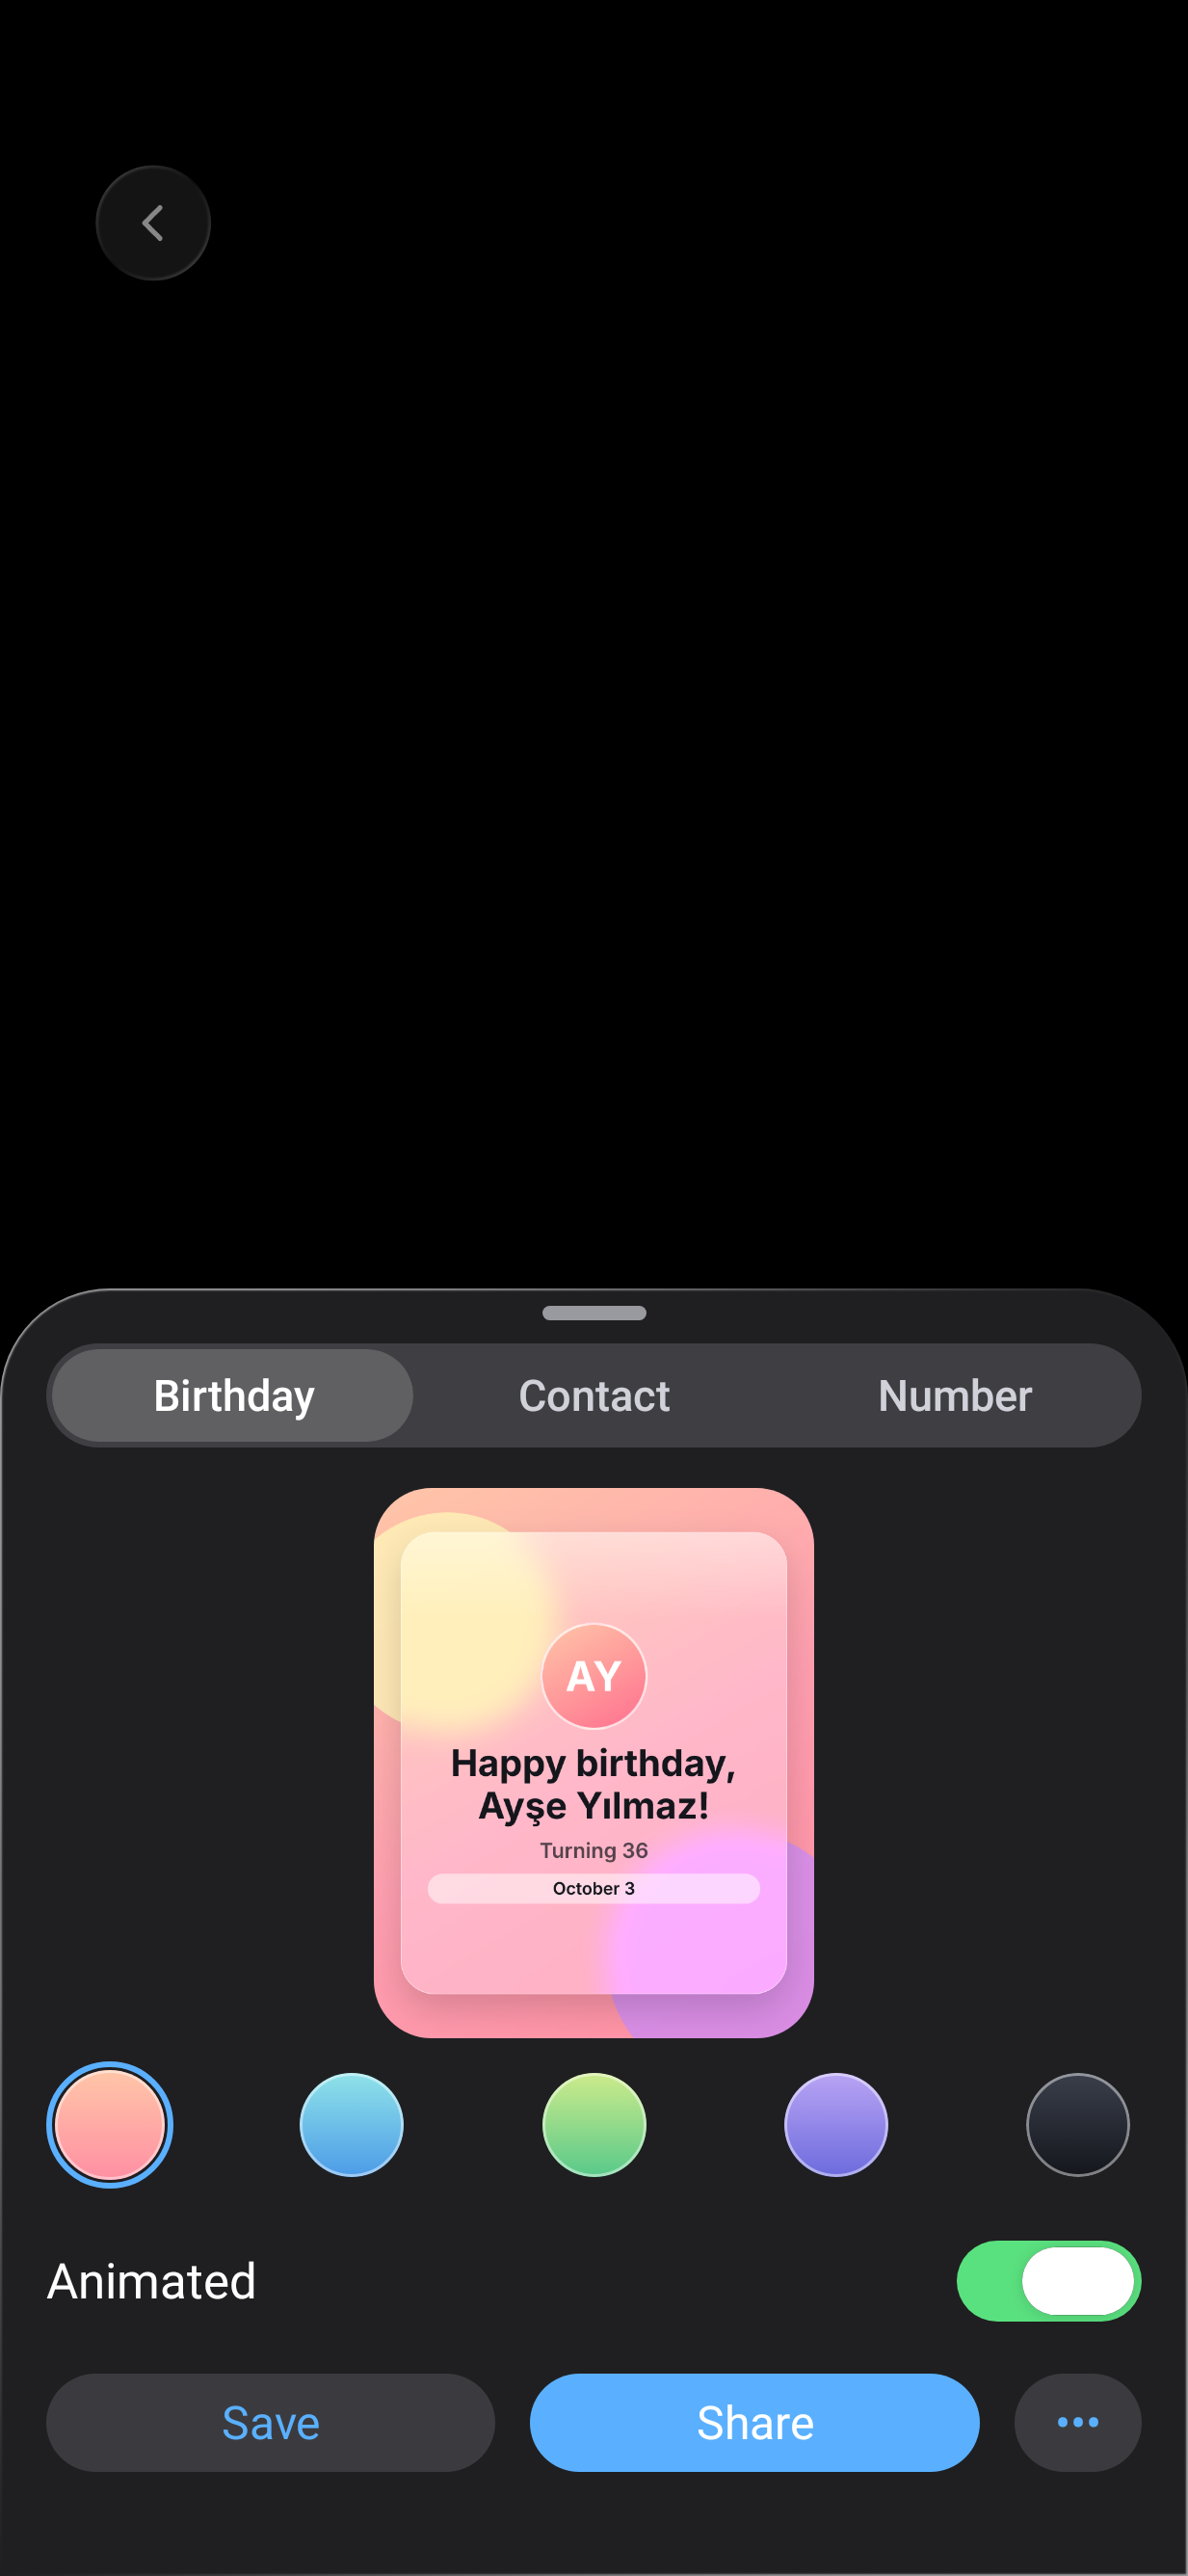 Birthday
Contact
Number
AY
Happy birthday,
Ayşe Yılmaz!
Turning 36
October 3
Animated
Save
Share